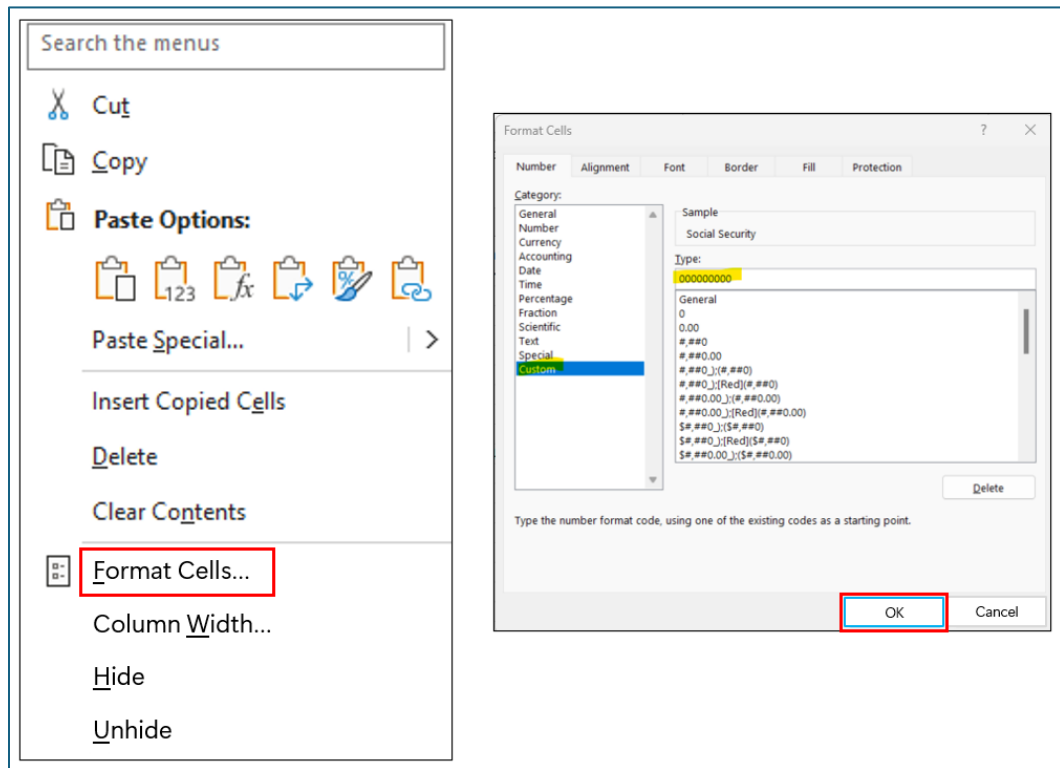 Search the menus
Cut
Copy
Paste Options:
123 fx %
Paste Special...
Insert Copied Cells
Delete
Clear Contents
Format Cells...
Column Width...
Hide
Unhide
Format Cells ?
Number Alignment Font Border Fill Protection
Category:
General
Number
Currency
Accounting
Date
Time
Percentage
Fraction
Scientific
Text
Special
Custom
Sample
Social Security
Type:
000000000
General
0
0.00
#,##0
#,##0.00
#,##0_);(#,##0)
#,##0_);[Red](#,##0)
#,##0.00_);(#,##0.00)
#,##0.00_);[Red](#,##0.00)
$#,##0_);($#,##0)
$#,##0_);[Red]($#,##0)
$#,##0.00_);($#,##0.00)
Delete
Type the number format code, using one of the existing codes as a starting point.
OK Cancel